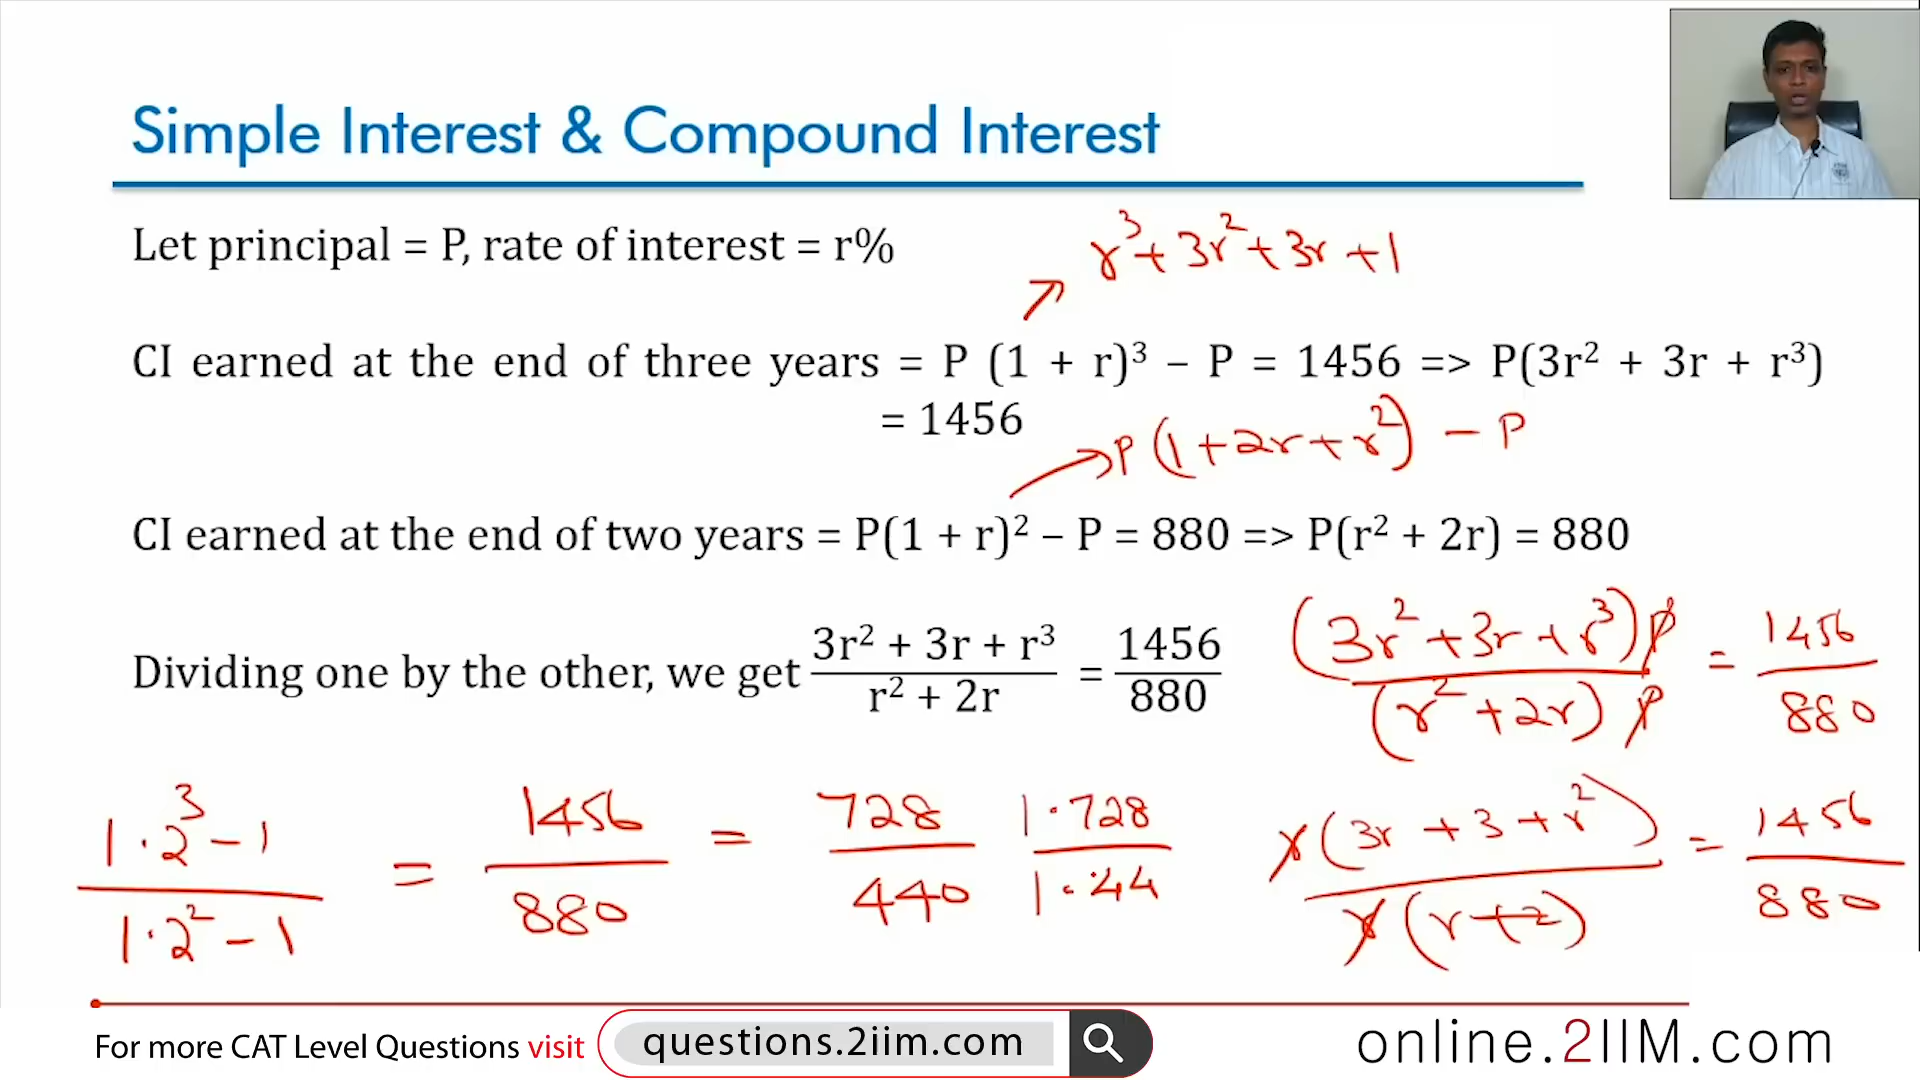 Simple Interest & Compound Interest
Let principal = P, rate of interest = r%
r³ + 3r² + 3r + 1
CI earned at the end of three years = P (1 + r)³ – P = 1456 => P(3r² + 3r + r³)
= 1456
P (1 + 2r + r²) – P
CI earned at the end of two years = P(1 + r)² – P = 880 => P(r² + 2r) = 880
Dividing one by the other, we get (3r² + 3r + r³)/(r² + 2r) = 1456/880
(3r² + 3r + r³)P / (r² + 2r)P = 1456/880
(1.2³ – 1)/(1.2² – 1) = 1456/880 = 728/440
1.728/1.44
r(3r + 3 + r²) / r(r + 2) = 1456/880
For more CAT Level Questions visit questions.2iim.com
online.2IIM.com